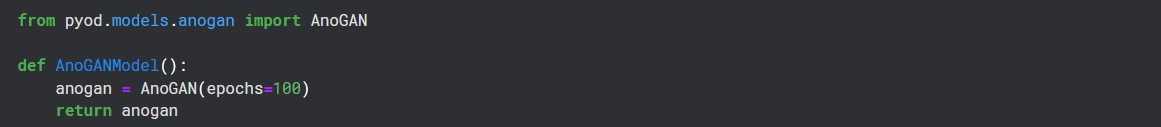 from pyod.models.anogan import AnoGAN
def AnoGANModel():
    anogan = AnoGAN(epochs=100)
    return anogan